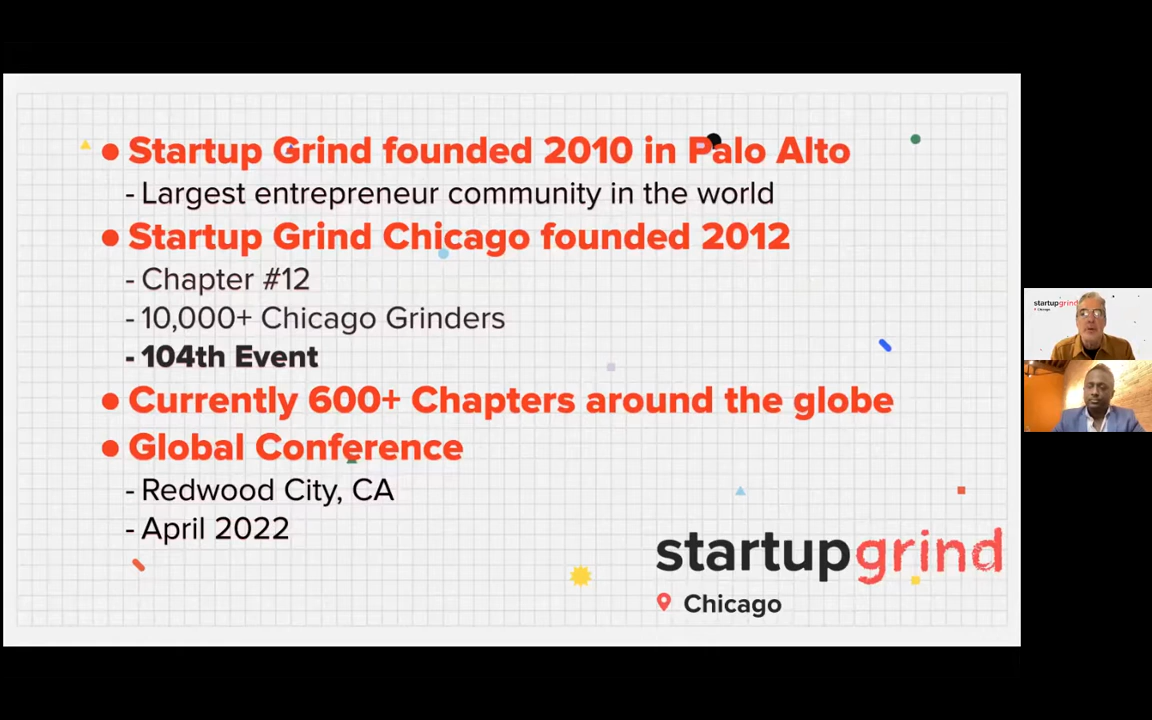 ● Startup Grind founded 2010 in Palo Alto
- Largest entrepreneur community in the world
● Startup Grind Chicago founded 2012
- Chapter #12
- 10,000+ Chicago Grinders
- 104th Event
● Currently 600+ Chapters around the globe
● Global Conference
- Redwood City, CA
- April 2022
startupgrind
Chicago
startupgrind
Chicago